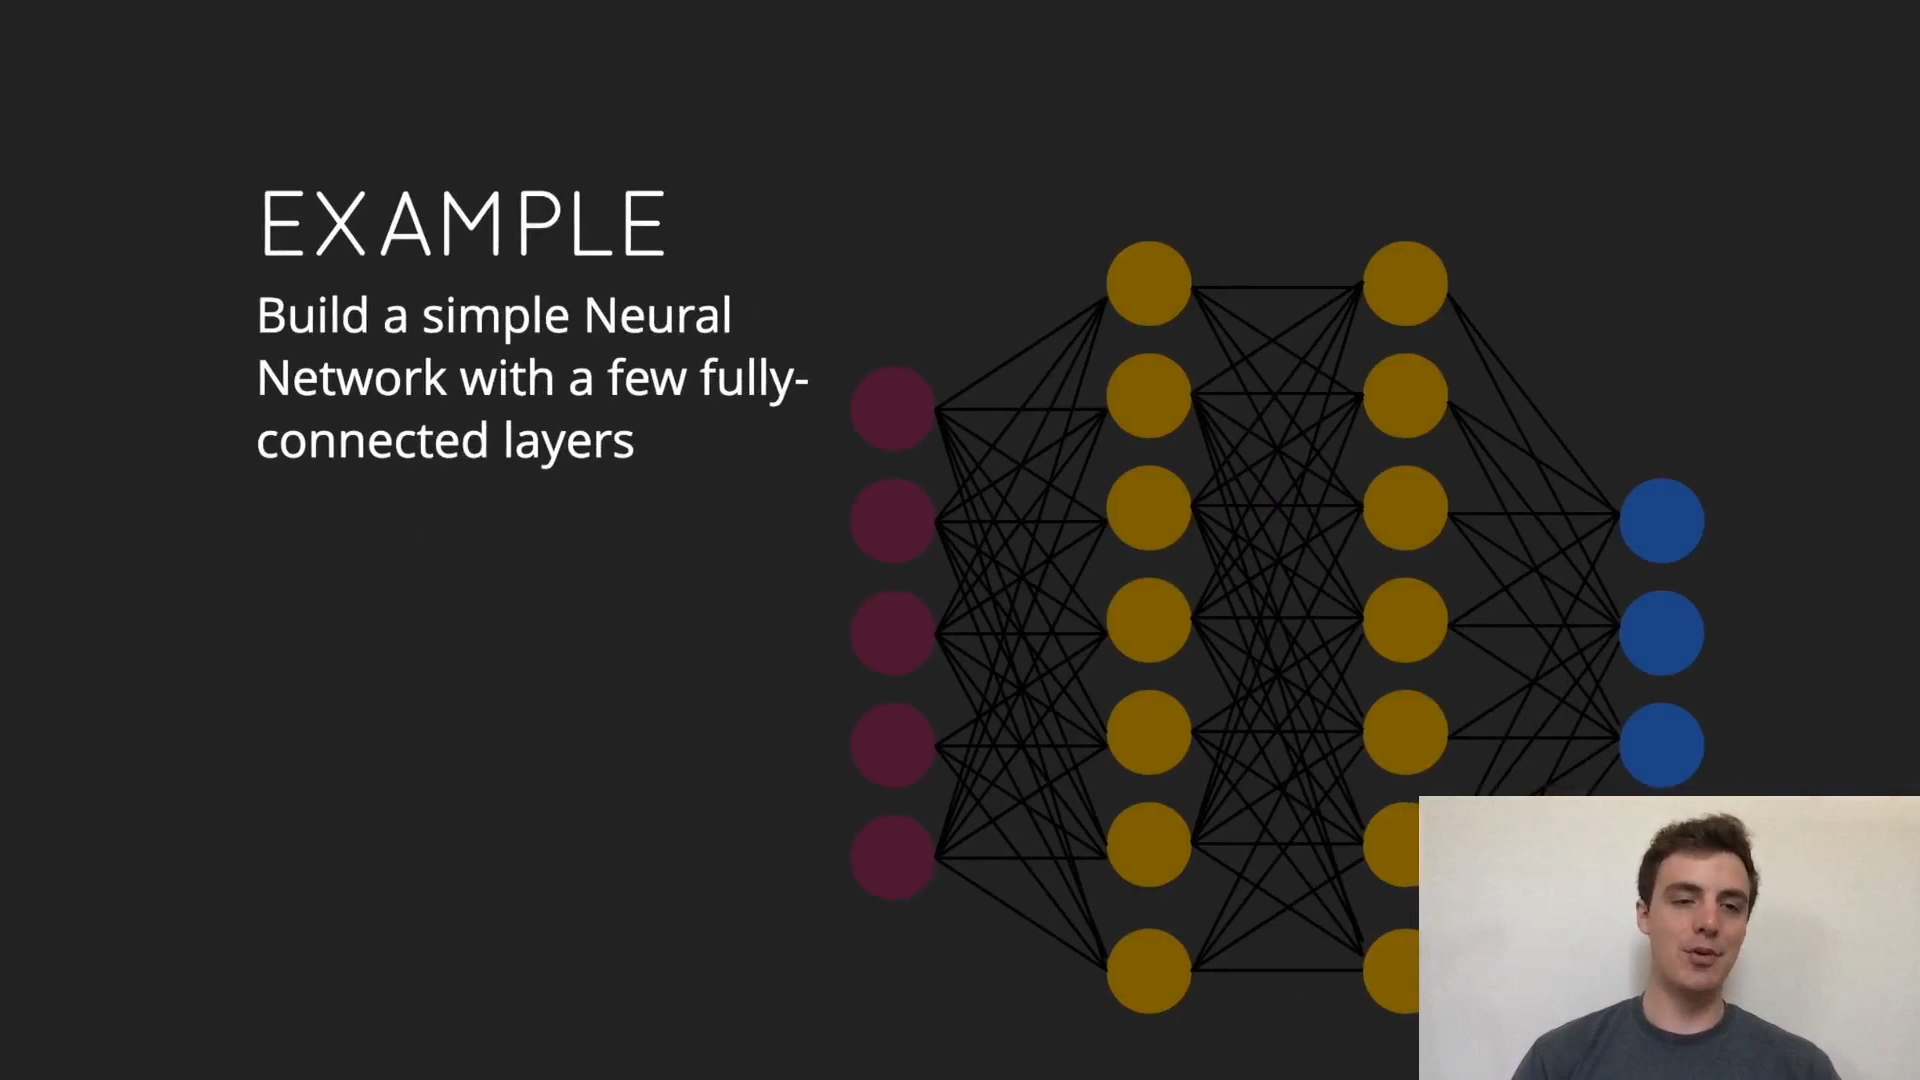 EXAMPLE
Build a simple Neural
Network with a few fully-
connected layers